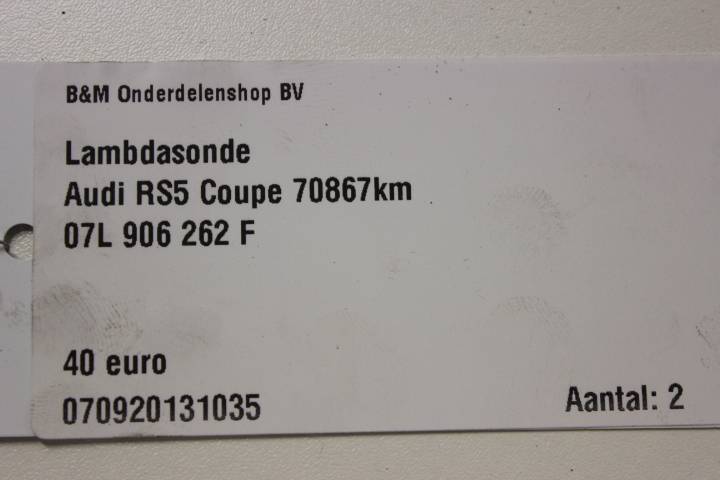 B&M Onderdelenshop BV
Lambdasonde
Audi RS5 Coupe 70867km
07L 906 262 F
40 euro
070920131035
Aantal: 2